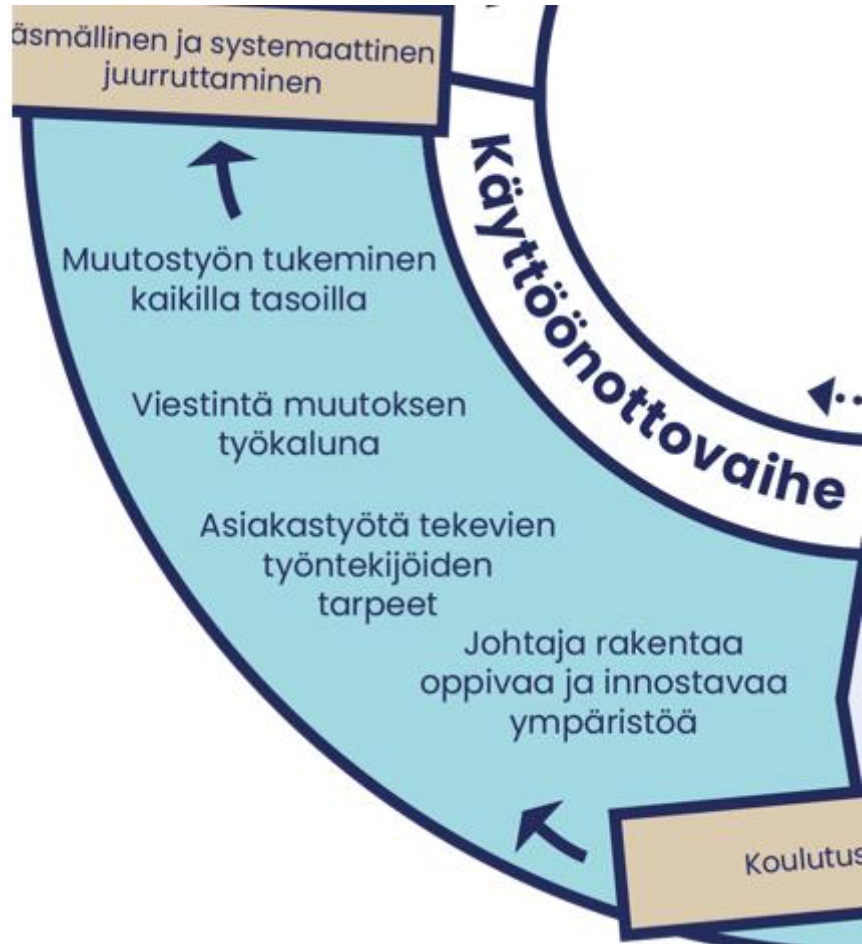 äsmällinen ja systemaattinen
juurruttaminen
Käyttöönottovaihe
Muutostyön tukeminen
kaikilla tasoilla
Viestintä muutoksen
työkaluna
Asiakastyötä tekevien
työntekijöiden
tarpeet
Johtaja rakentaa
oppivaa ja innostavaa
ympäristöä
Koulutus